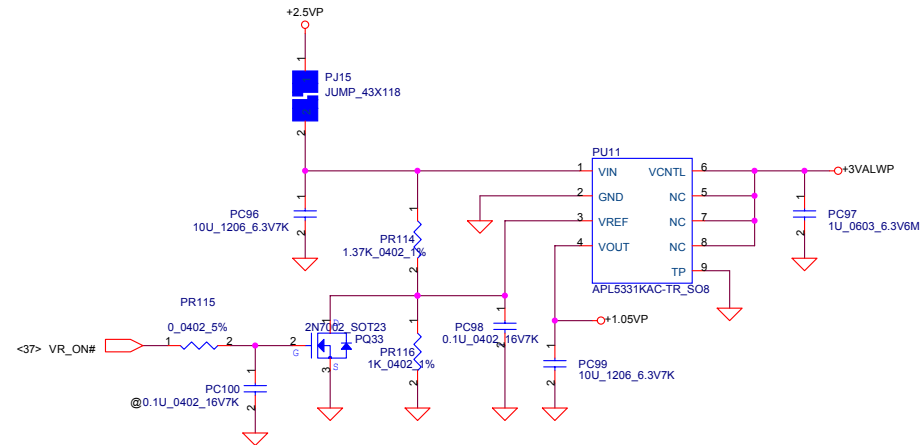 +2.5VP
1
PJ15
JUMP_43X118
2
PU11
1
VIN
VCNTL
6
+3VALWP
2
GND
NC
5
3
VREF
NC
7
4
VOUT
NC
8
TP
9
APL5331KAC-TR_SO8
1
PC96
10U_1206_6.3V7K
2
1
PR114
1.37K_0402_1%
2
1
PC97
1U_0603_6.3V6M
2
PR115
0_0402_5%
<37> VR_ON#
1
2
2N7002_SOT23
PQ33
1
D
2
G
S
3
1
PR116
1K_0402_1%
2
1
PC98
0.1U_0402_16V7K
2
+1.05VP
1
PC99
10U_1206_6.3V7K
2
1
PC100
@0.1U_0402_16V7K
2